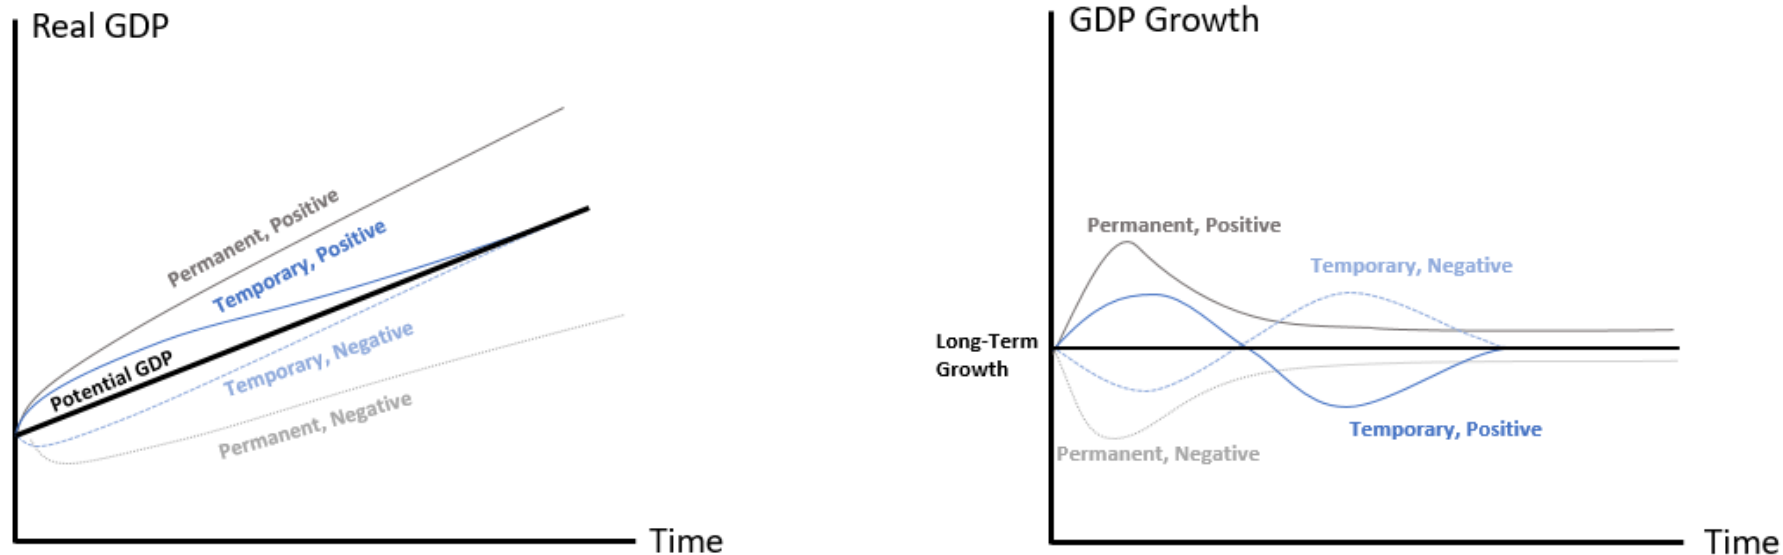 Real GDP
Permanent, Positive
Temporary, Positive
Potential GDP
Temporary, Negative
Permanent, Negative
Time
GDP Growth
Permanent, Positive
Temporary, Negative
Long-Term
Growth
Temporary, Positive
Permanent, Negative
Time